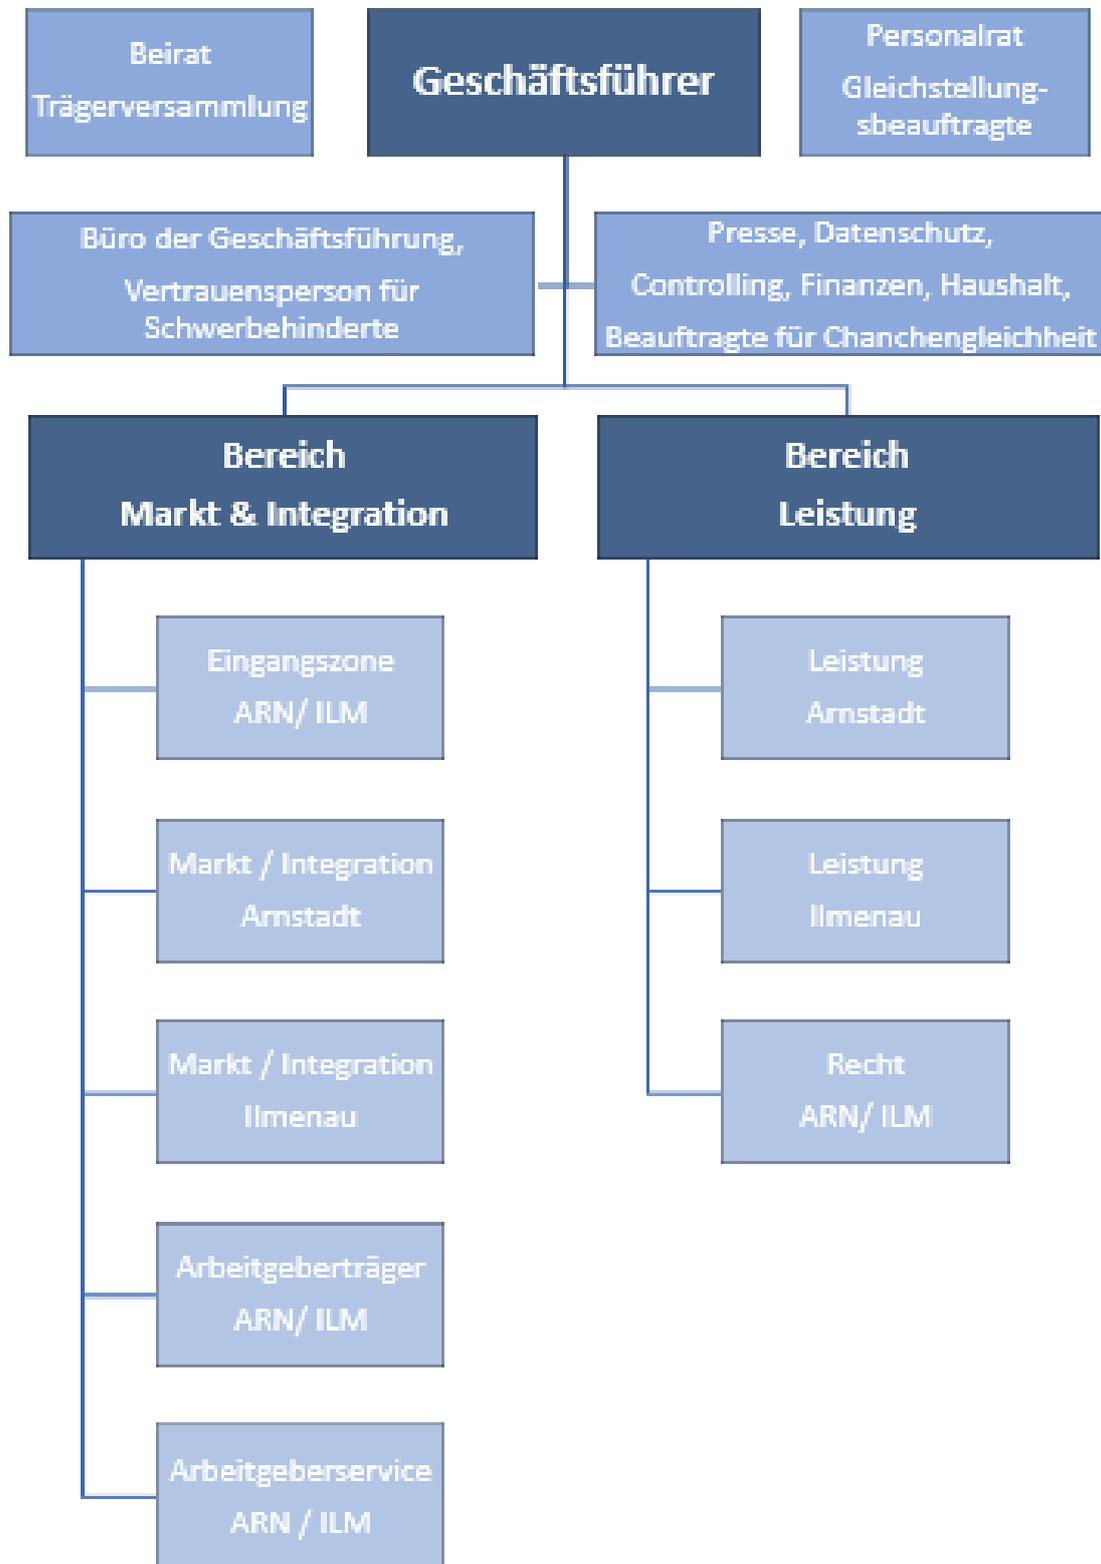 Beirat
Trägerversammlung
Geschäftsführer
Personalrat
Gleichstellung-
sbeauftragte
Büro der Geschäftsführung,
Vertrauensperson für
Schwerbehinderte
Presse, Datenschutz,
Controlling, Finanzen, Haushalt,
Beauftragte für Chanchengleichheit
Bereich
Markt & Integration
Eingangszone
ARN/ ILM
Markt / Integration
Arnstadt
Markt / Integration
Ilmenau
Arbeitgeberträger
ARN/ ILM
Arbeitgeberservice
ARN / ILM
Bereich
Leistung
Leistung
Arnstadt
Leistung
Ilmenau
Recht
ARN/ ILM